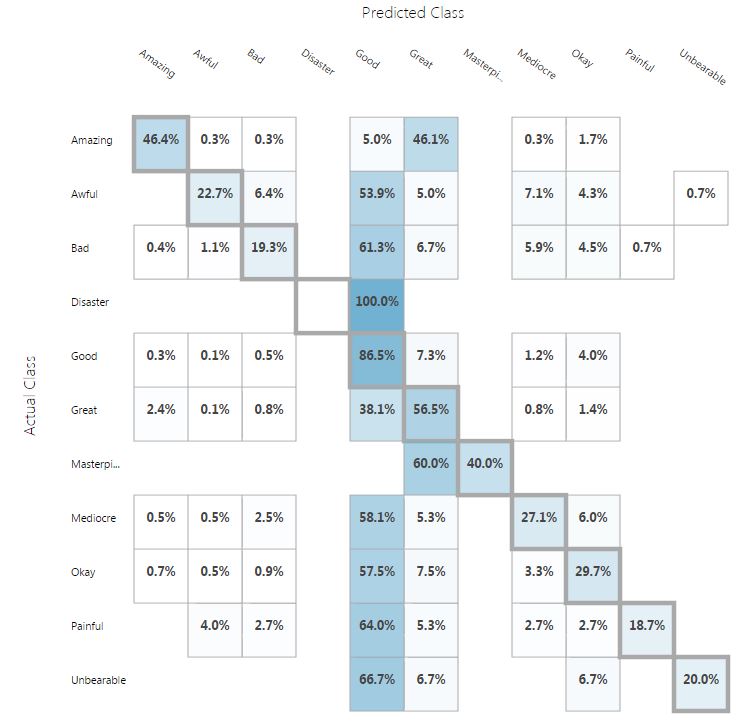 Predicted Class
Amazing Awful Bad Disaster Good Great Masterpi... Mediocre Okay Painful Unbearable
Actual Class
Amazing 46.4% 0.3% 0.3% 5.0% 46.1% 0.3% 1.7%
Awful 22.7% 6.4% 53.9% 5.0% 7.1% 4.3% 0.7%
Bad 0.4% 1.1% 19.3% 61.3% 6.7% 5.9% 4.5% 0.7%
Disaster 100.0%
Good 0.3% 0.1% 0.5% 86.5% 7.3% 1.2% 4.0%
Great 2.4% 0.1% 0.8% 38.1% 56.5% 0.8% 1.4%
Masterpi... 60.0% 40.0%
Mediocre 0.5% 0.5% 2.5% 58.1% 5.3% 27.1% 6.0%
Okay 0.7% 0.5% 0.9% 57.5% 7.5% 3.3% 29.7%
Painful 4.0% 2.7% 64.0% 5.3% 2.7% 2.7% 18.7%
Unbearable 66.7% 6.7% 6.7% 20.0%